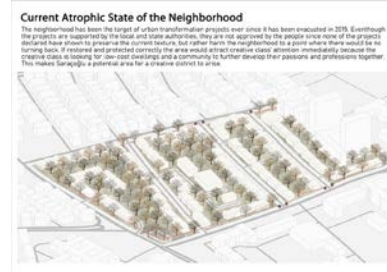 Current Atrophic State of the Neighborhood
The neighborhood has been the target of urban transformation projects ever since it has been evacuated in 2015. Eventhough
the projects are supported by the local and state authorities, they are not approved by the people since none of the projects
declared have shown to preserve the current texture, but rather harm the neighborhood to a point where there would be no
turning back. If restored and protected correctly the area would attract creative class' attention immediately because the
creative class is looking for low-cost dwellings and a community to further develop their passions and professions together.
This makes Saraçoğlu a potential area for a creative district to arise.